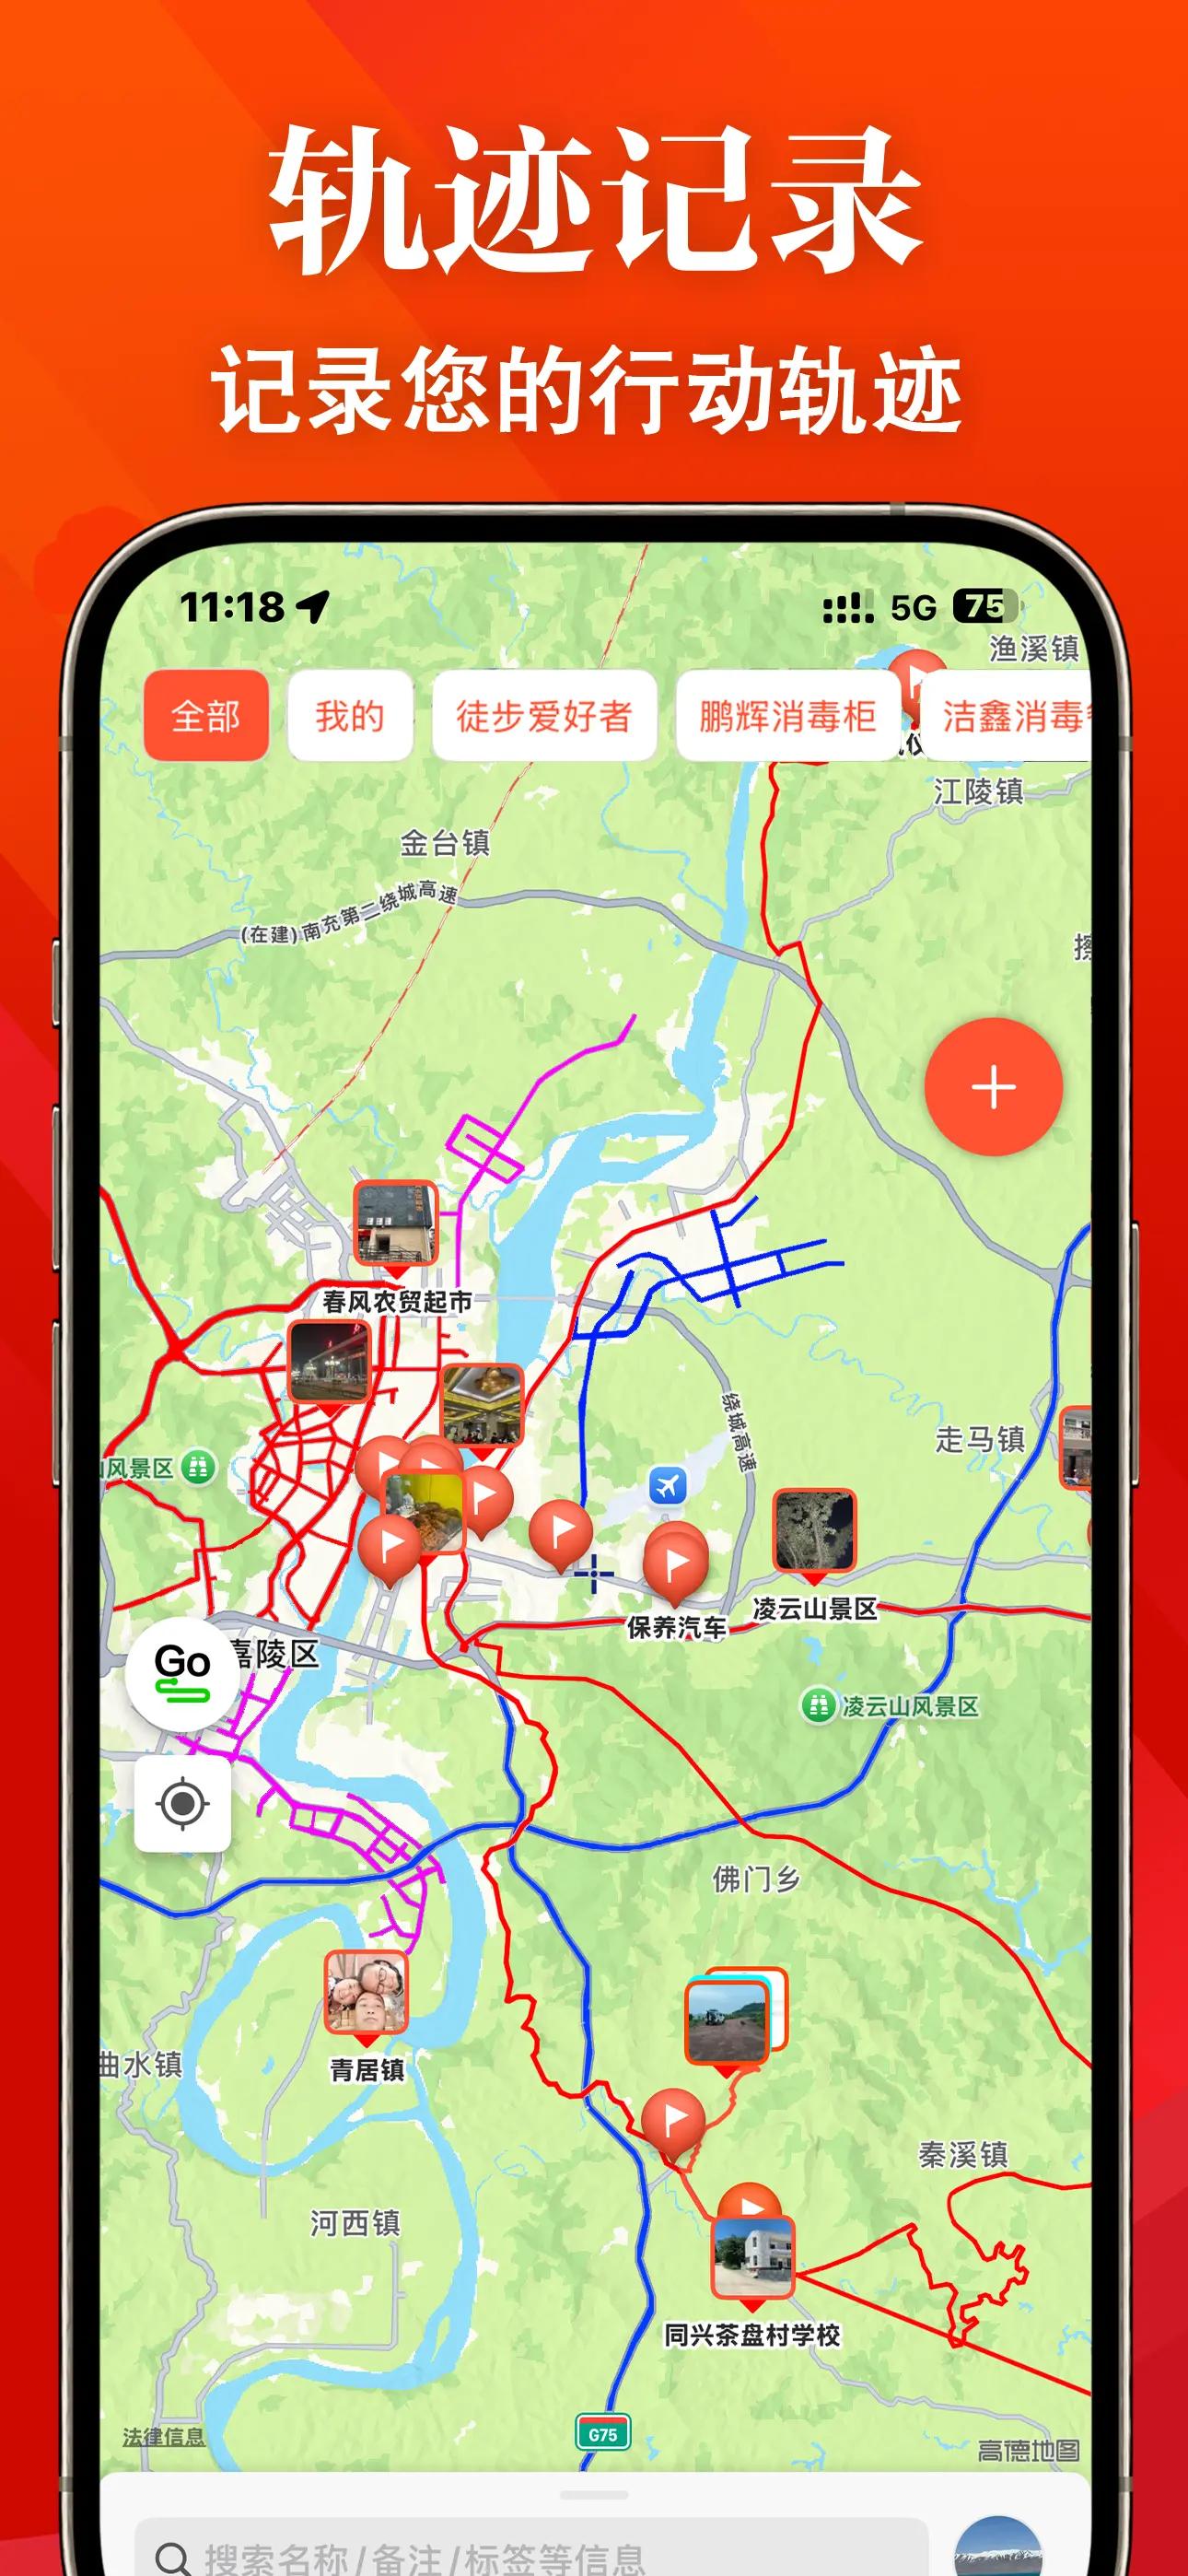 轨迹记录
记录您的行动轨迹
11:18
5G
75
渔溪镇
全部
我的
徒步爱好者
鹏辉消毒柜
洁鑫消毒
江陵镇
金台镇
(在建)南充第二绕城高速
春风农贸起市
绕城高速
走马镇
风景区
凌云山景区
保养汽车
Go
嘉陵区
凌云山风景区
佛门乡
青居镇
曲水镇
秦溪镇
河西镇
同兴茶盘村学校
G75
法律信息
高德地图
搜索名称/备注/标签等信息